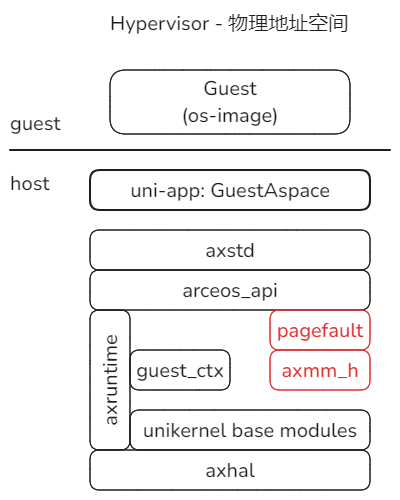 Hypervisor - 物理地址空间
Guest
(os-image)
guest
host
uni-app: GuestAspace
axstd
arceos_api
axruntime
pagefault
guest_ctx
axmm_h
unikernel base modules
axhal